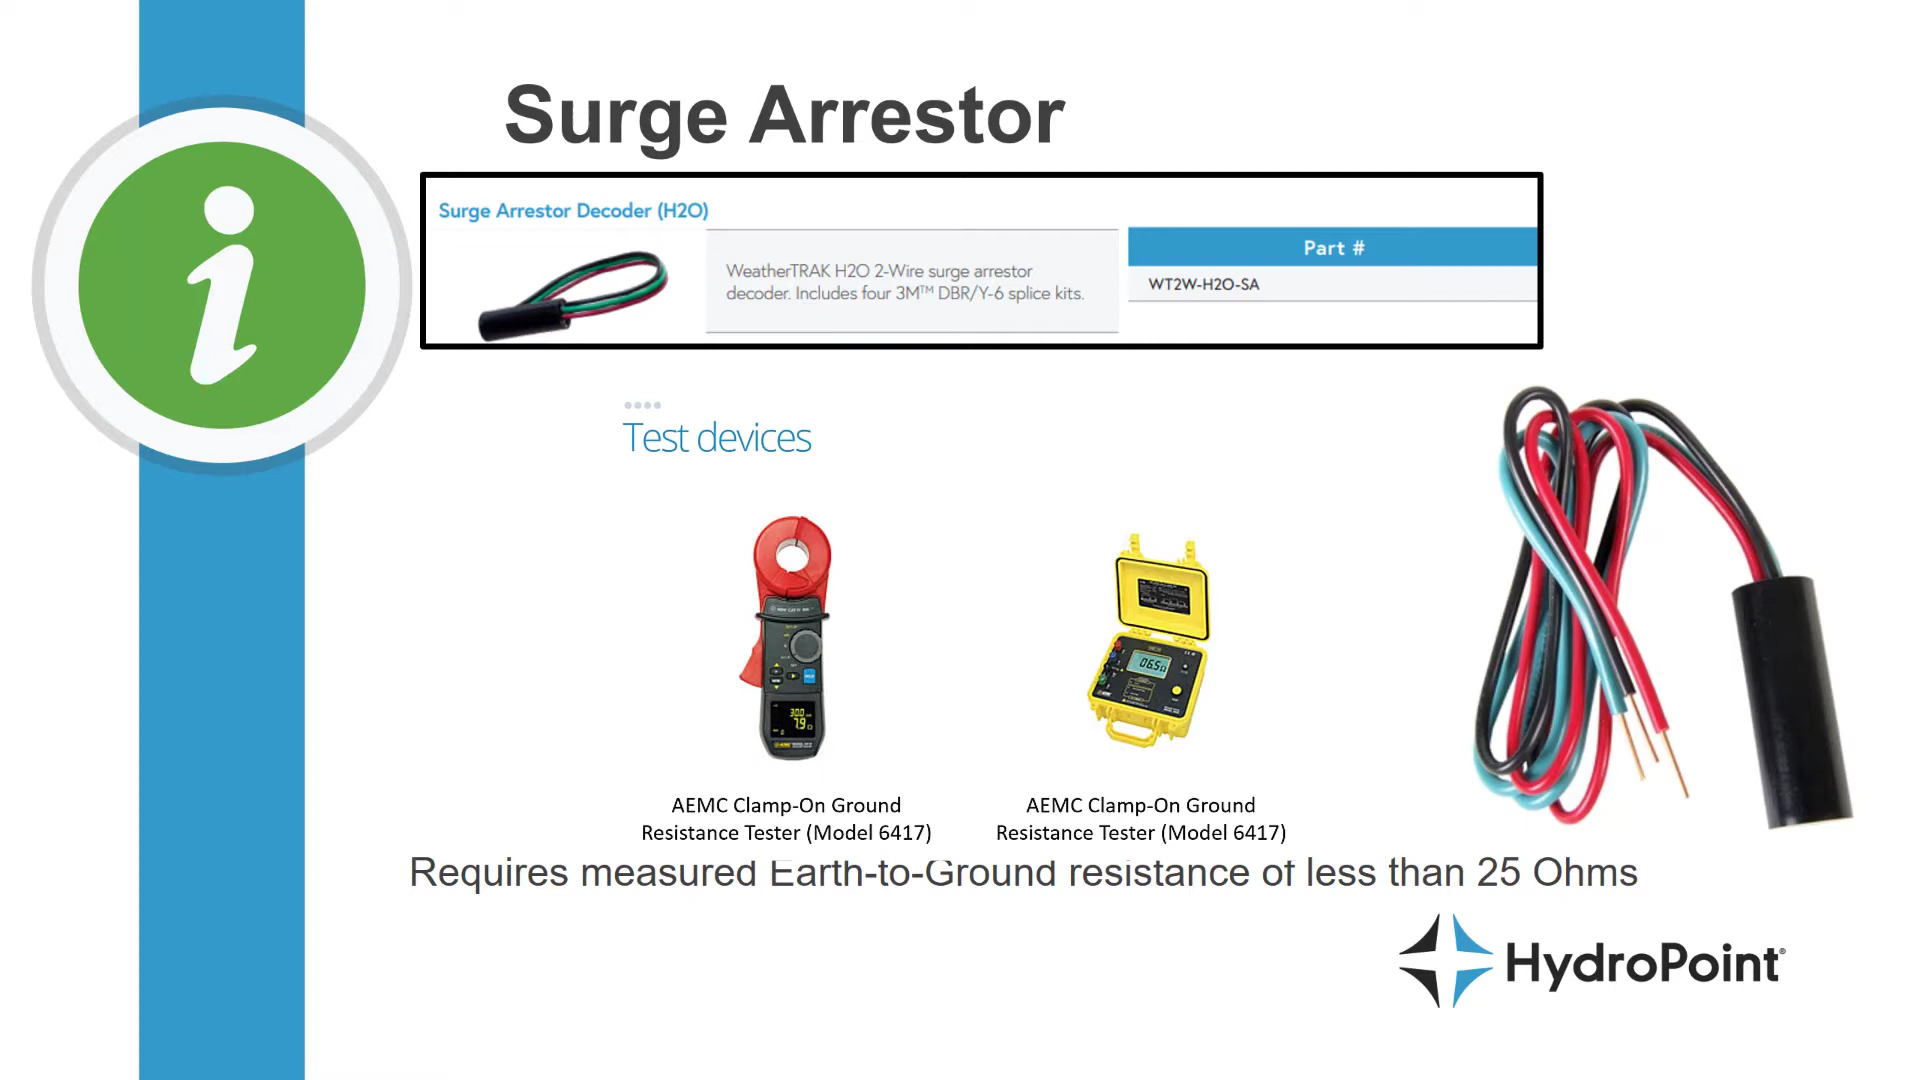 Surge Arrestor
Surge Arrestor Decoder (H2O)
WeatherTRAK H2O 2-Wire surge arrestor
decoder. Includes four 3M™ DBR/Y-6 splice kits.
Part #
WT2W-H2O-SA
Test devices
AEMC Clamp-On Ground
Resistance Tester (Model 6417)
AEMC Clamp-On Ground
Resistance Tester (Model 6417)
Requires measured Earth-to-Ground resistance of less than 25 Ohms
HydroPoint®